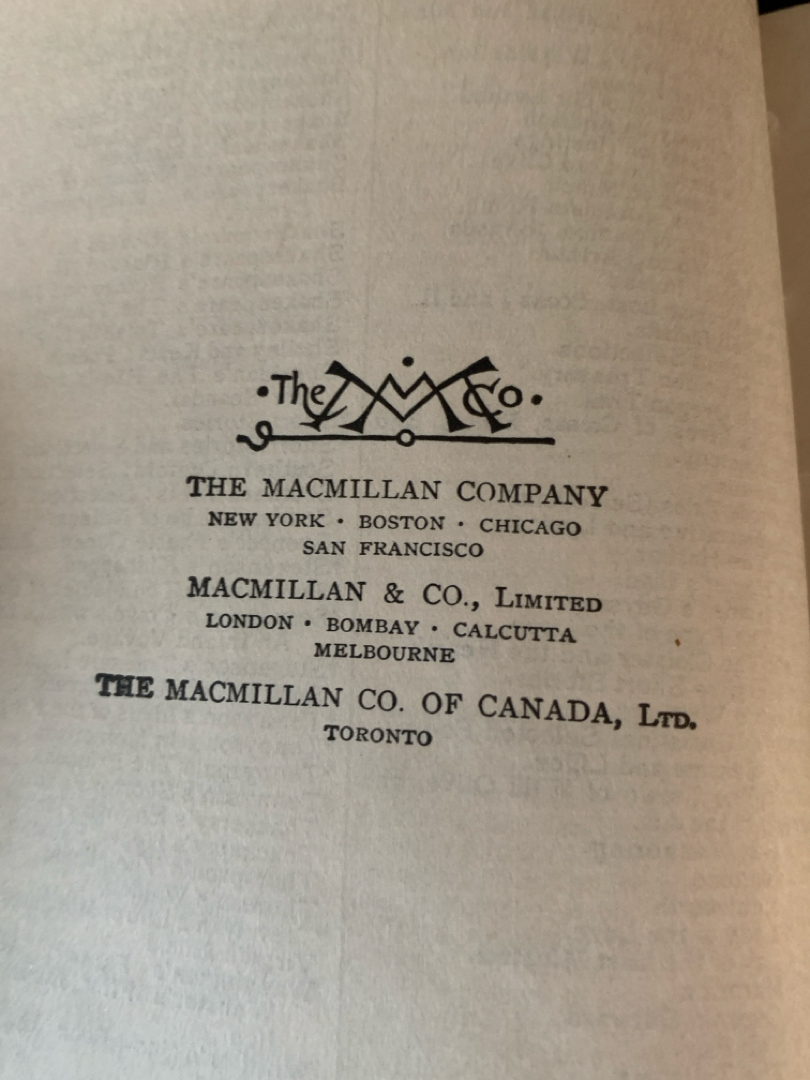 •The M Co•
THE MACMILLAN COMPANY
NEW YORK • BOSTON • CHICAGO
SAN FRANCISCO
MACMILLAN & CO., LIMITED
LONDON • BOMBAY • CALCUTTA
MELBOURNE
THE MACMILLAN CO. OF CANADA, LTD.
TORONTO